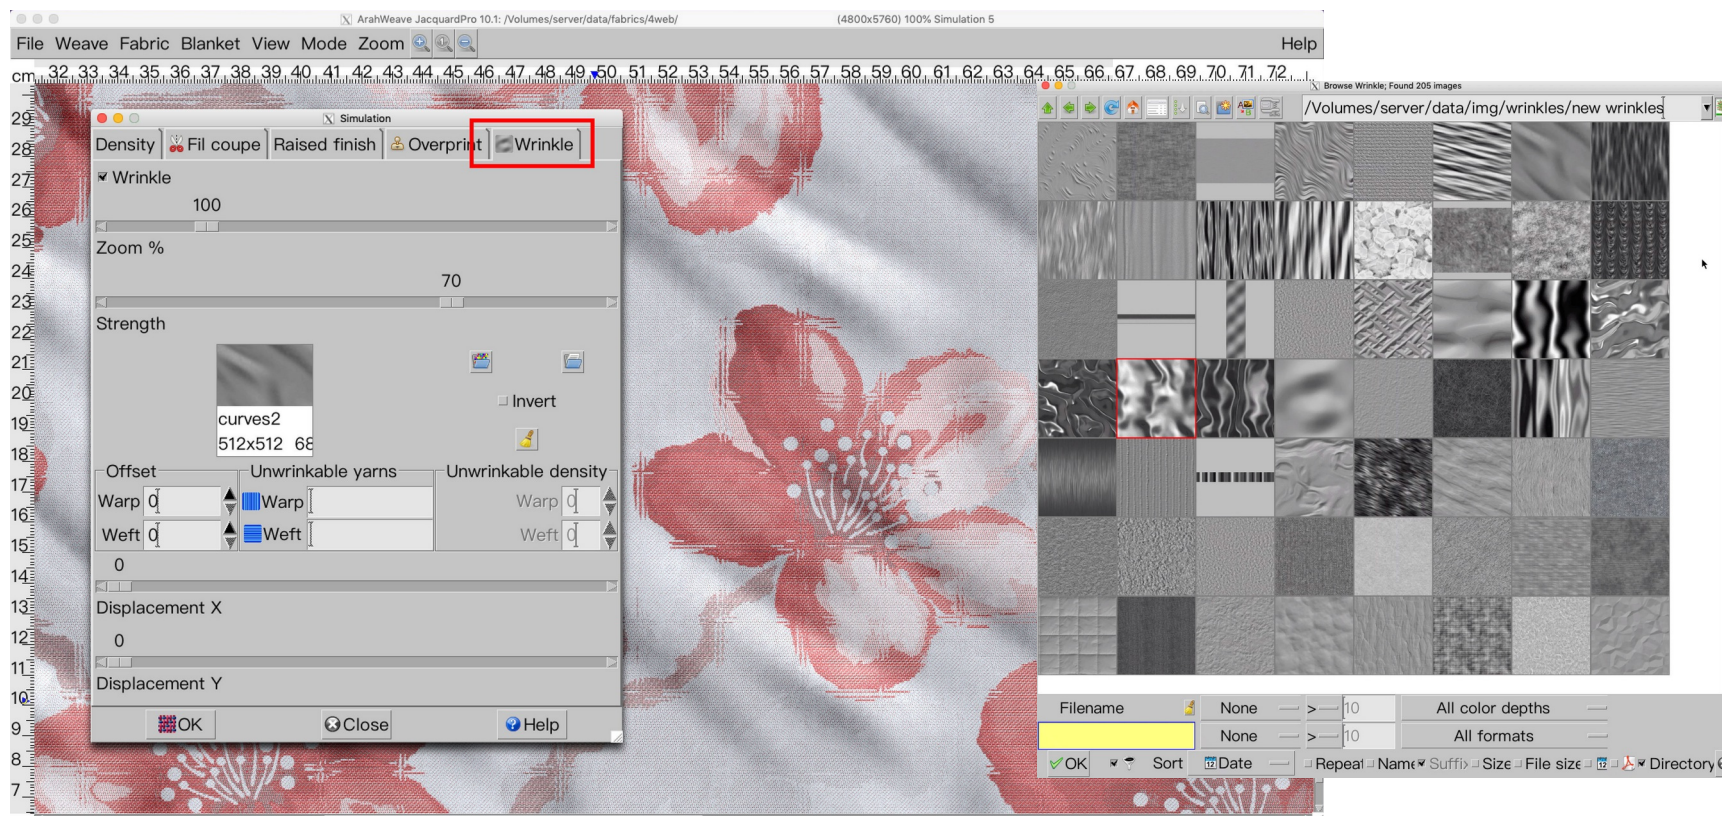 ArahWeave JacquardPro 10.1: /Volumes/server/data/fabrics/4web/ (4800x5760) 100% Simulation 5
File Weave Fabric Blanket View Mode Zoom Help
cm 32 33 34 35 36 37 38 39 40 41 42 43 44 45 46 47 48 49 50 51 52 53 54 55 56 57 58 59 60 61 62 63 64 65 66 67 68 69 70 71 72
29
28
27
26
25
24
23
22
21
20
19
18
17
16
15
14
13
12
11
10
9
8
7
Simulation
Density Fil coupe Raised finish Overprint Wrinkle
Wrinkle
100
Zoom %
70
Strength
curves2
512x512 68
Invert
Offset Unwrinkable yarns Unwrinkable density
Warp 0 Warp Warp 0
Weft 0 Weft Weft 0
0
Displacement X
0
Displacement Y
OK Close Help
Browse Wrinkle; Found 205 images
/Volumes/server/data/img/wrinkles/new wrinkles
Filename None > 10 All color depths
None > 10 All formats
OK Sort 12 Date Repeat Name Suffix Size File size 12 Directory